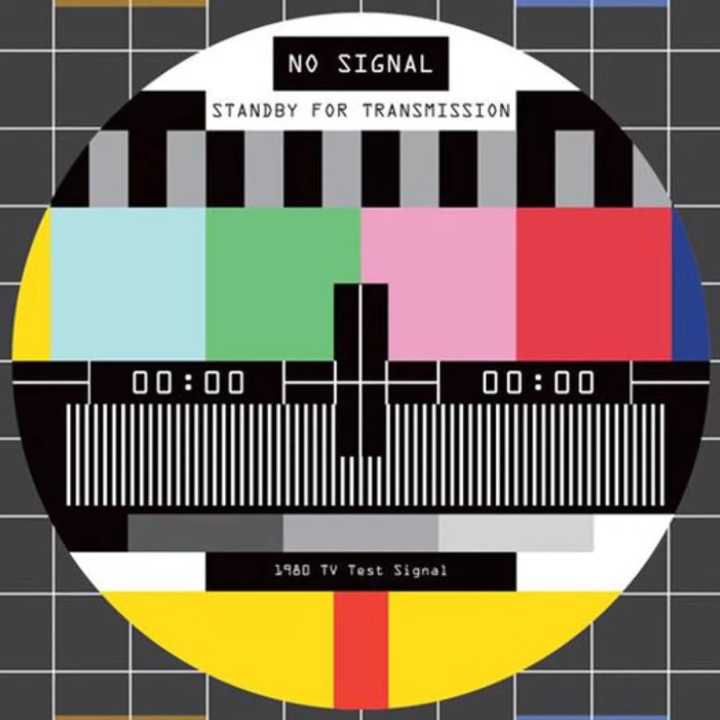 NO SIGNAL
STANDBY FOR TRANSMISSION
00:00 00:00
1980 TV Test Signal